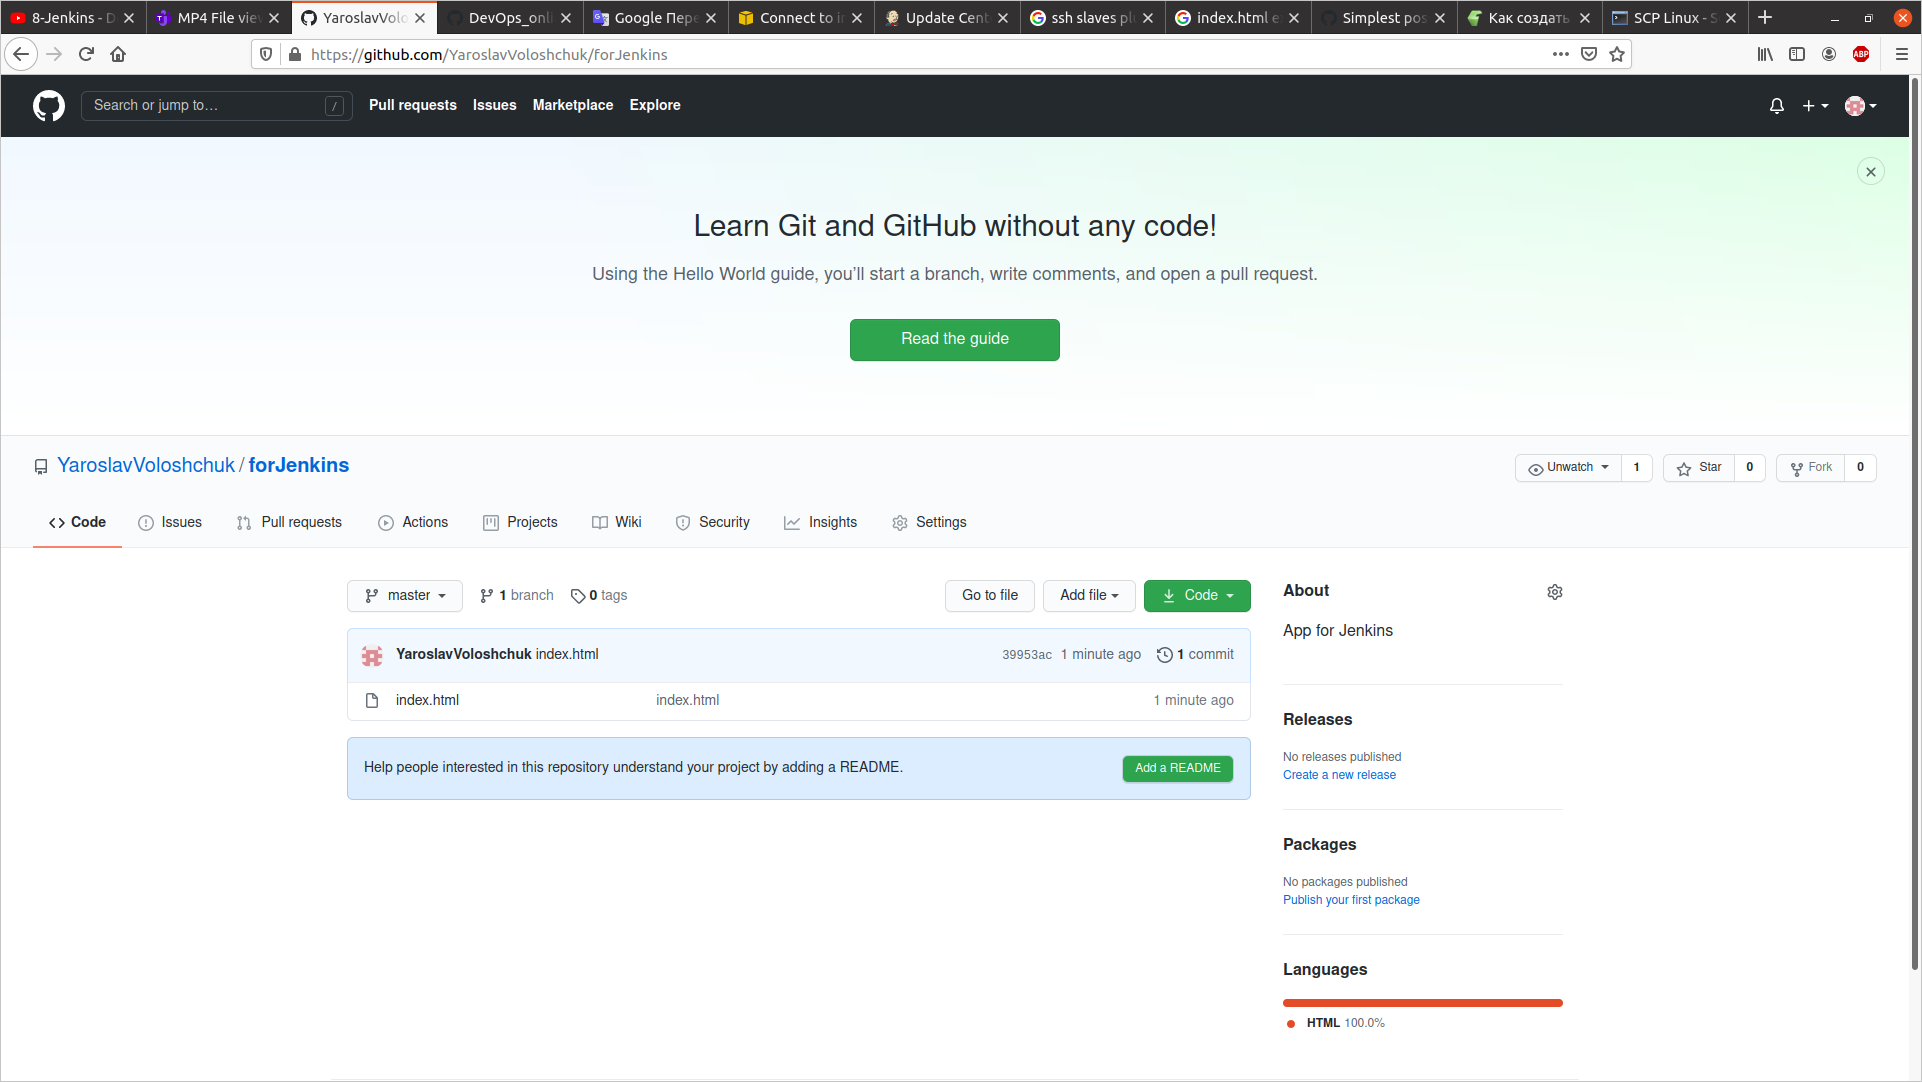 8-Jenkins - D
MP4 File view
YaroslavVolo
DevOps_onli
Google Пере
Connect to i
Update Cent
ssh slaves pl
index.html e
Simplest pos
Как создать
SCP Linux - S
https://github.com/YaroslavVoloshchuk/forJenkins
ABP
Search or jump to…
/
Pull requests
Issues
Marketplace
Explore
Learn Git and GitHub without any code!
Using the Hello World guide, you’ll start a branch, write comments, and open a pull request.
Read the guide
YaroslavVoloshchuk / forJenkins
Unwatch 1
Star 0
Fork 0
Code
Issues
Pull requests
Actions
Projects
Wiki
Security
Insights
Settings
master
1 branch
0 tags
Go to file
Add file
Code
YaroslavVoloshchuk index.html
39953ac 1 minute ago
1 commit
index.html
index.html
1 minute ago
Help people interested in this repository understand your project by adding a README.
Add a README
About
App for Jenkins
Releases
No releases published
Create a new release
Packages
No packages published
Publish your first package
Languages
HTML 100.0%